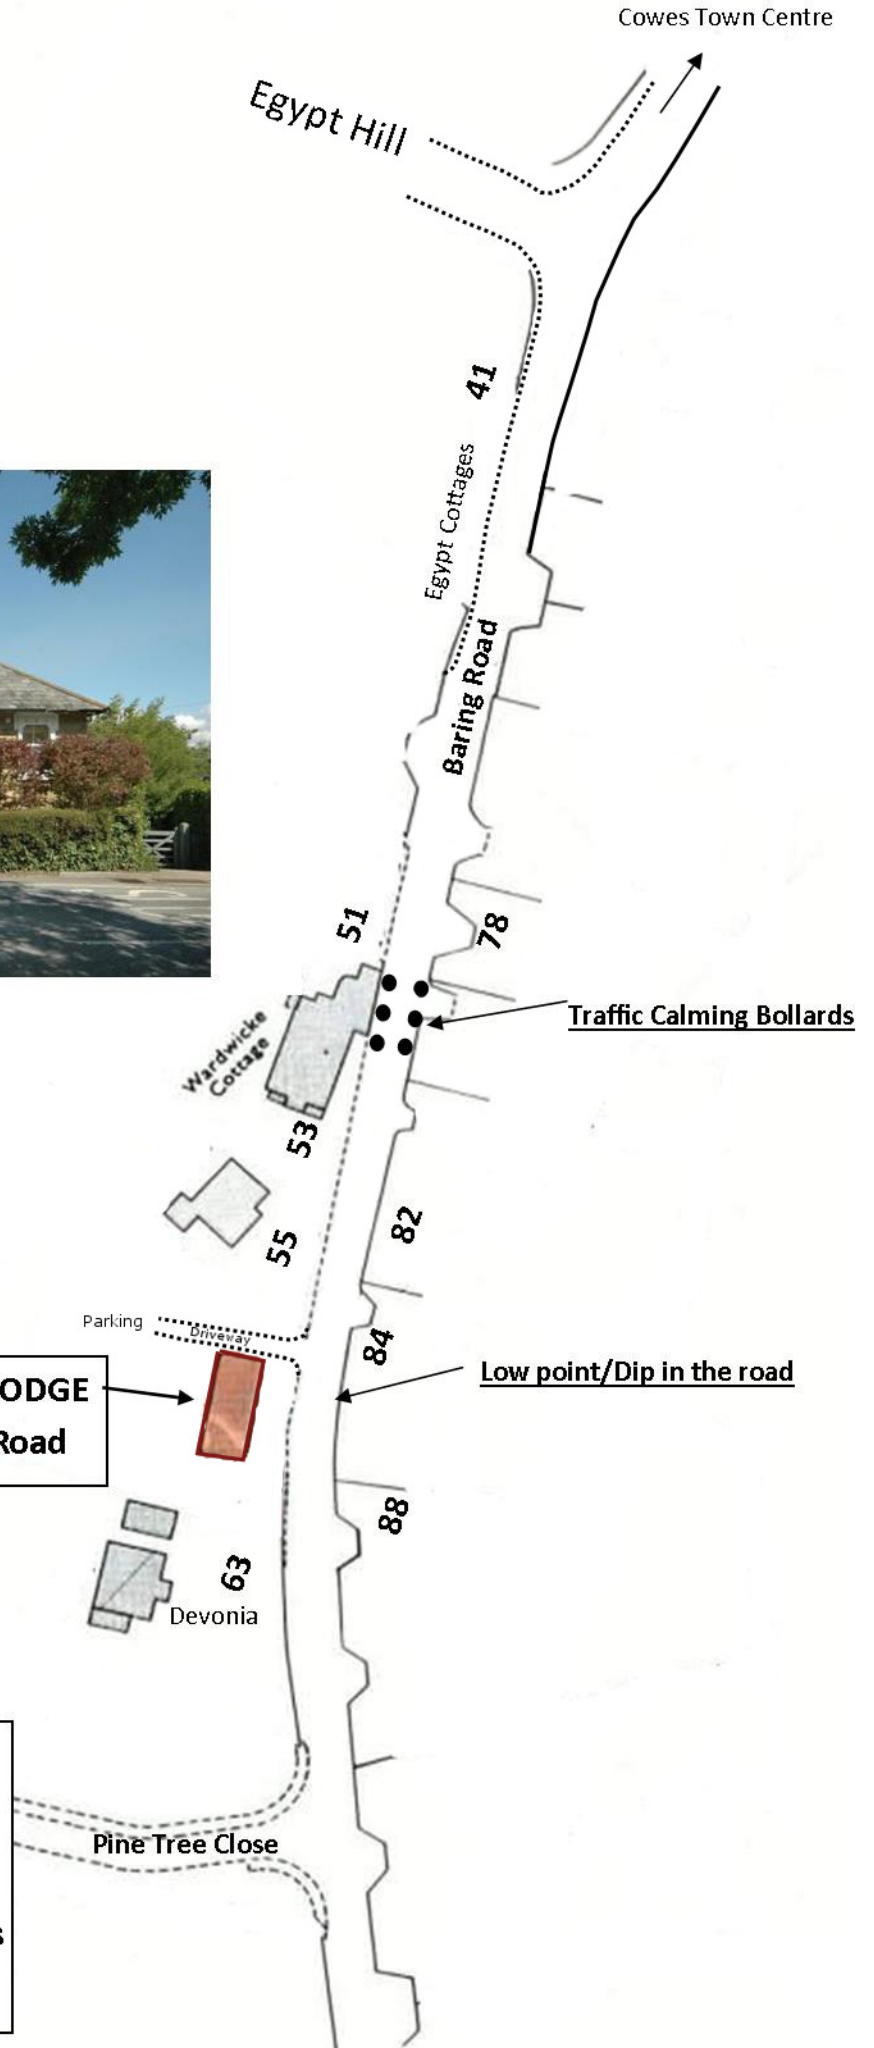 Cowes Town Centre
Egypt Hill
41
Egypt Cottages
Baring Road
51
78
Traffic Calming Bollards
Wardwicke
Cottage
53
55
82
Parking
Driveway
84
ODGE
Road
Low point/Dip in the road
88
63
Devonia
Pine Tree Close
s